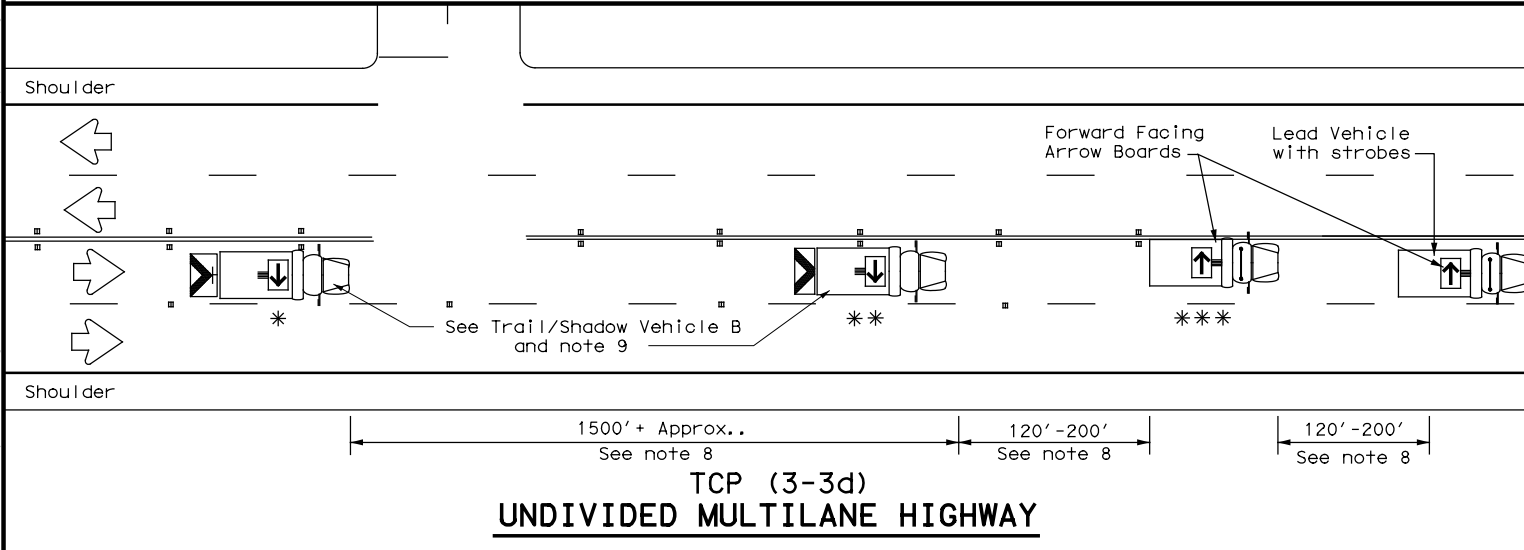 Shoulder
Forward Facing
Arrow Boards
Lead Vehicle
with strobes
*
**
***
See Trail/Shadow Vehicle B
and note 9
Shoulder
1500'+ Approx..
See note 8
120'-200'
See note 8
120'-200'
See note 8
TCP (3-3d)
UNDIVIDED MULTILANE HIGHWAY